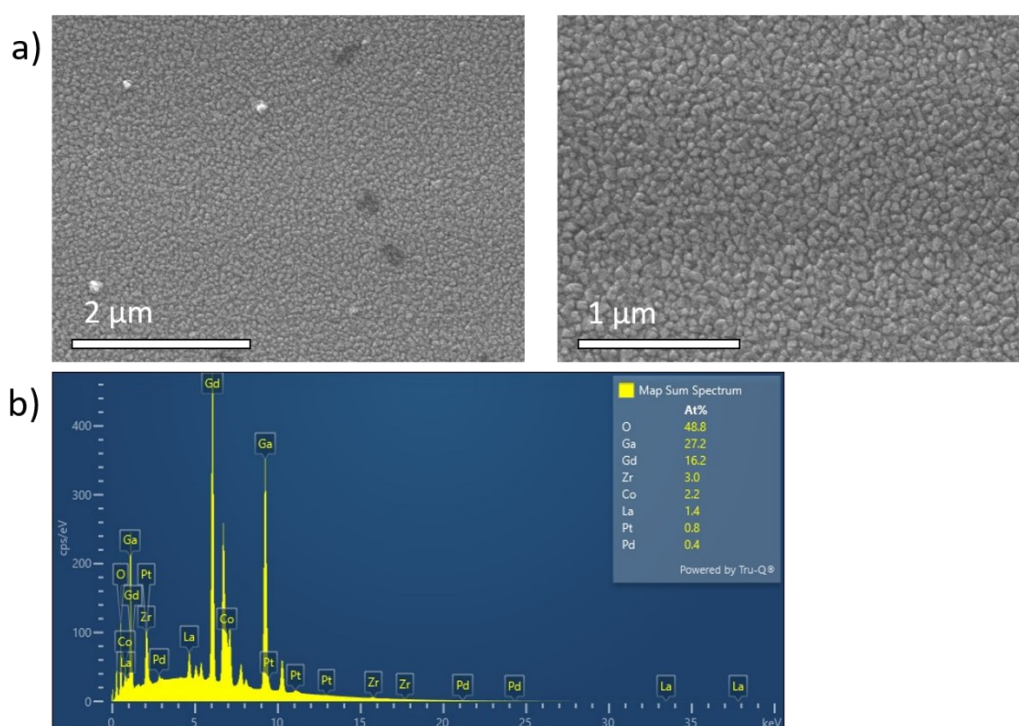 a)
2 μm
1 μm
b)
Gd
Ga
Ga
O
Pt
Gd
Zr
Co
La
Pd
La
Co
Pt
Pt
Pt
Zr
Zr
Pd
Pd
La
La
400
300
200
100
0
cps/eV
0 5 10 15 20 25 30 35 keV
Map Sum Spectrum
At%
O 48.8
Ga 27.2
Gd 16.2
Zr 3.0
Co 2.2
La 1.4
Pt 0.8
Pd 0.4
Powered by Tru-Q®